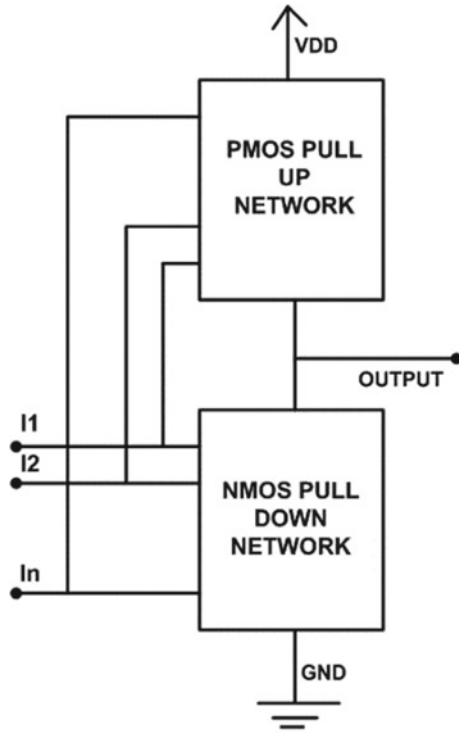 VDD
PMOS PULL
UP
NETWORK
OUTPUT
I1
I2
In
NMOS PULL
DOWN
NETWORK
GND